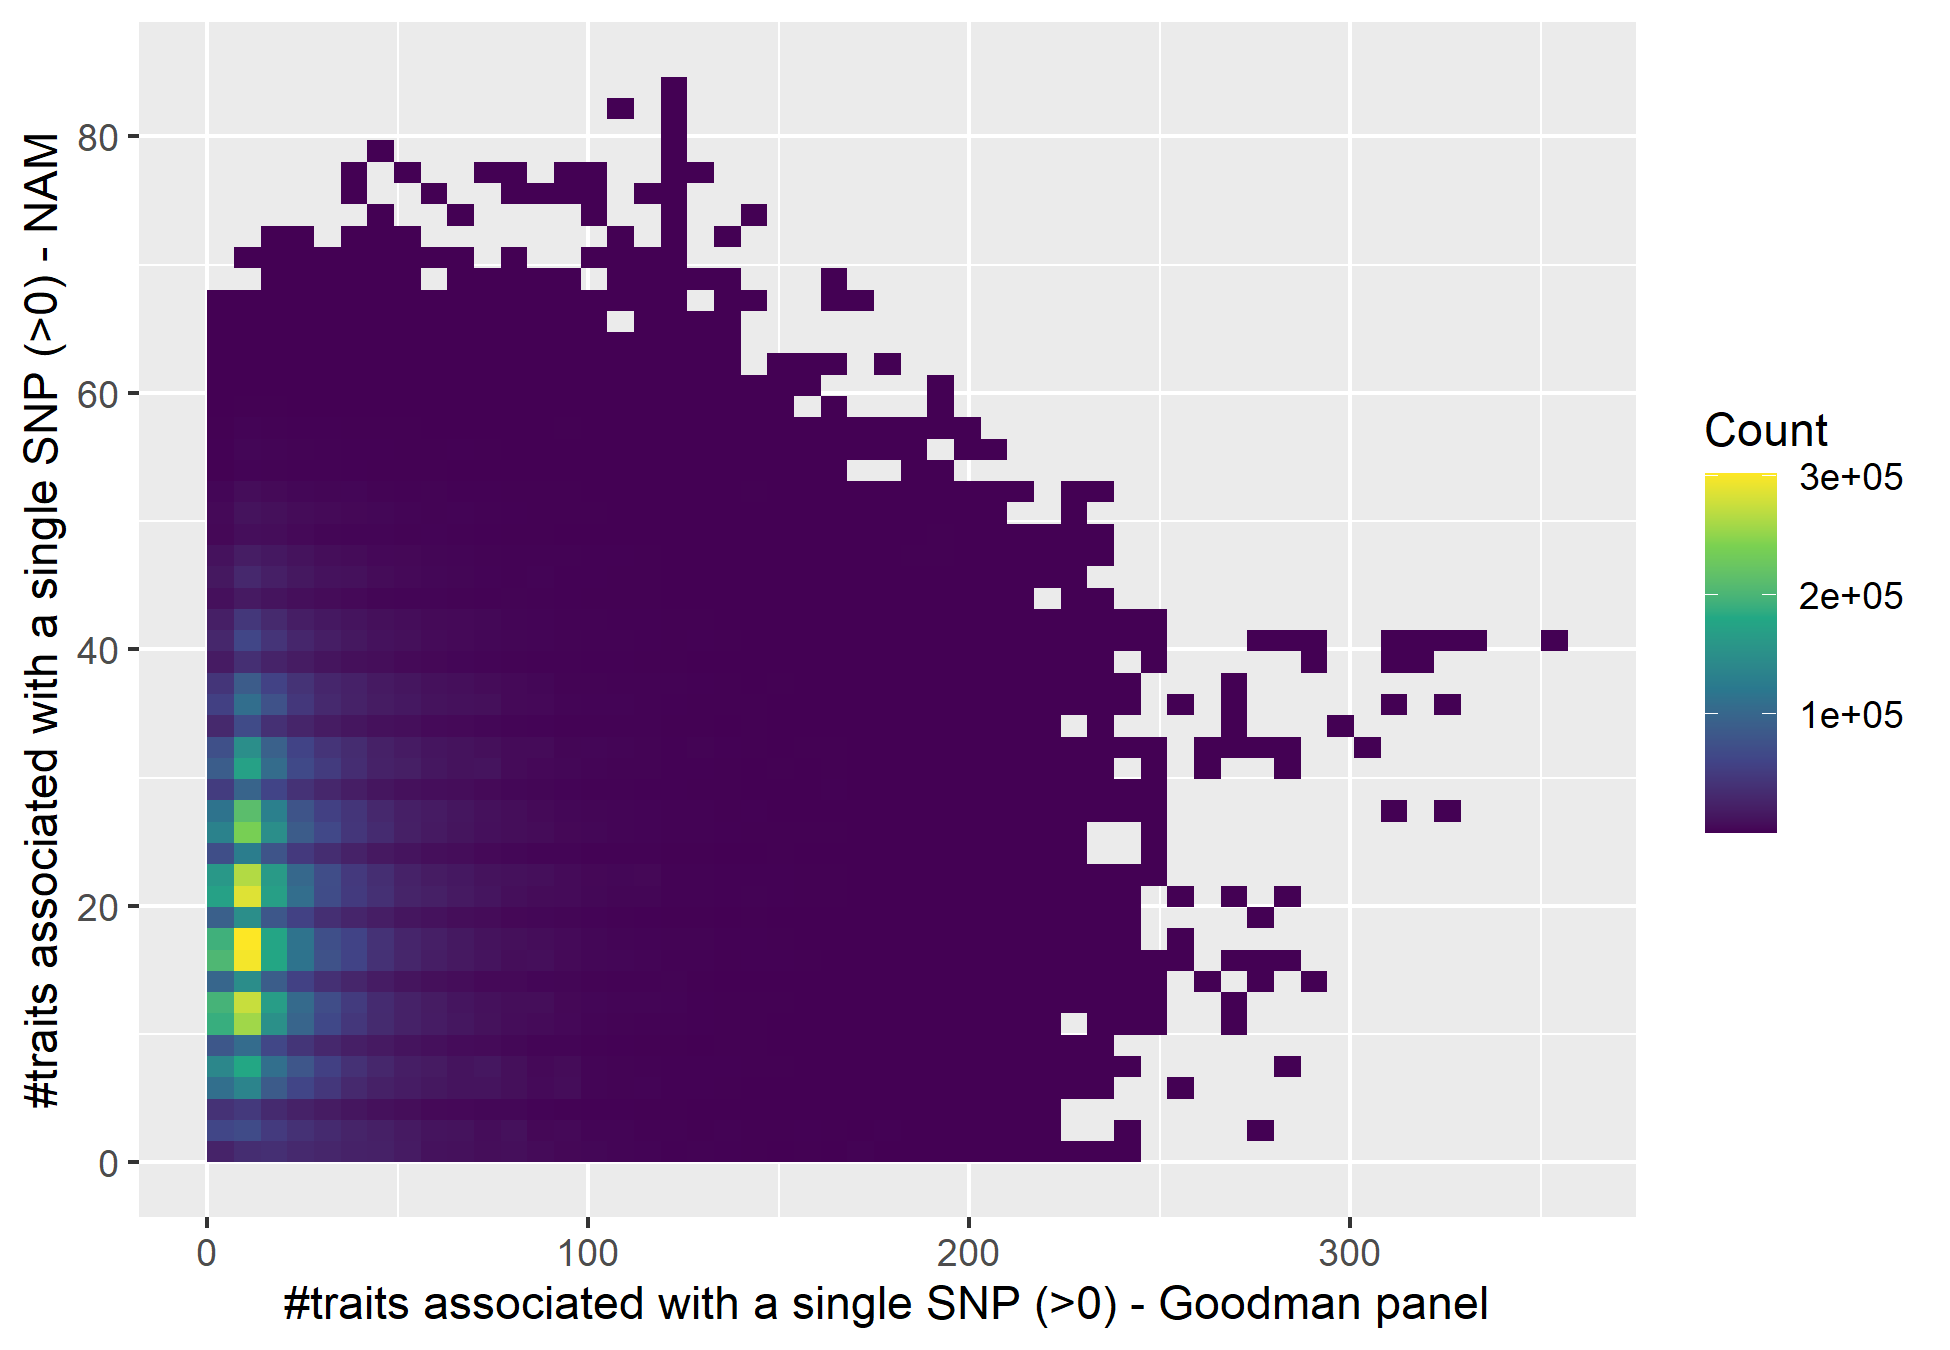 #traits associated with a single SNP (>0) - NAM
80
60
40
20
0
0 100 200 300
#traits associated with a single SNP (>0) - Goodman panel
Count
3e+05
2e+05
1e+05